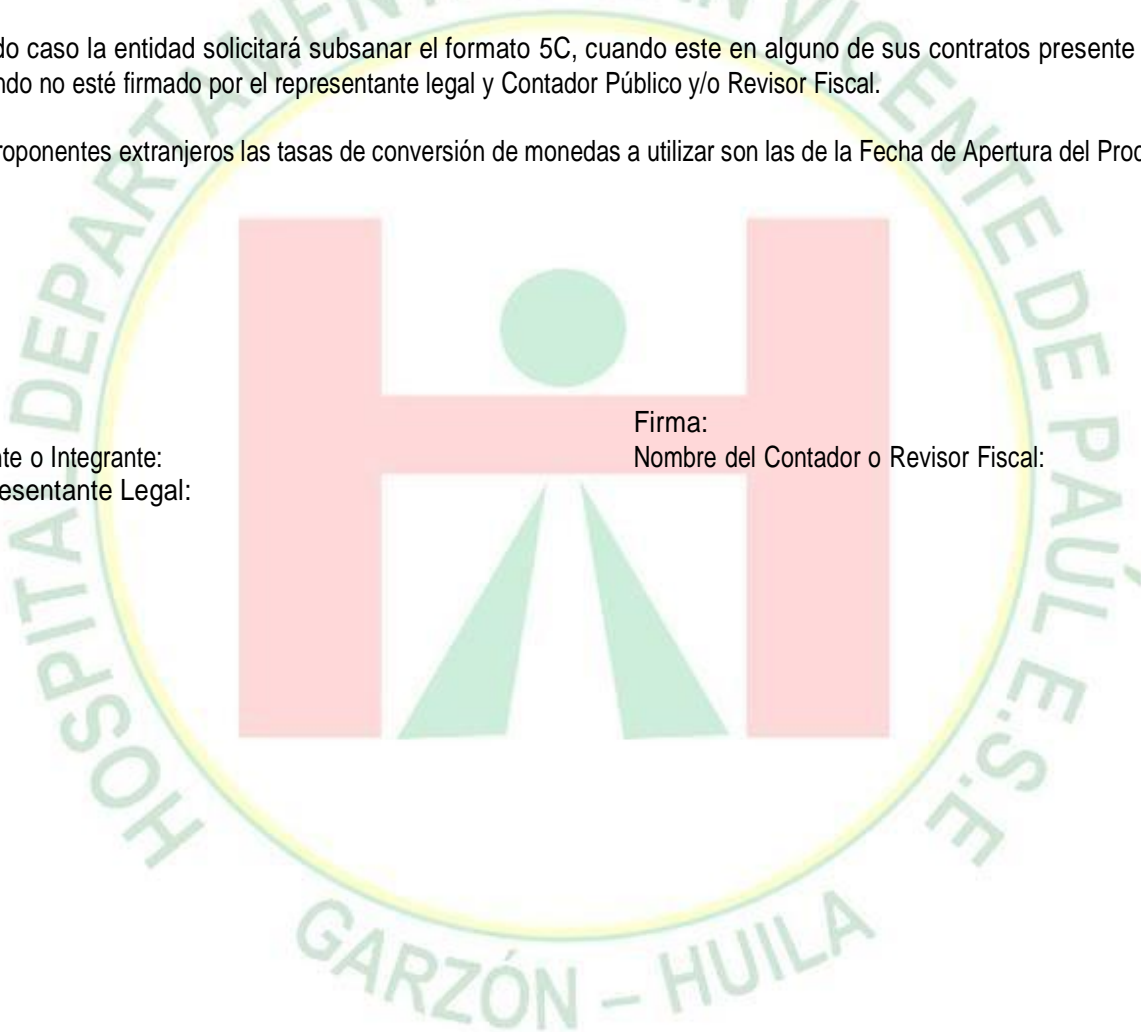 do caso la entidad solicitará subsanar el formato 5C, cuando este en alguno de sus contratos presente
ndo no esté firmado por el representante legal y Contador Público y/o Revisor Fiscal.
roponentes extranjeros las tasas de conversión de monedas a utilizar son las de la Fecha de Apertura del Proc
Firma:
nte o Integrante:
Nombre del Contador o Revisor Fiscal:
esentante Legal:
HOSPITA- DEPARTAMEN VICENTE DE PAÚL E.S.E
GARZÓN – HUILA